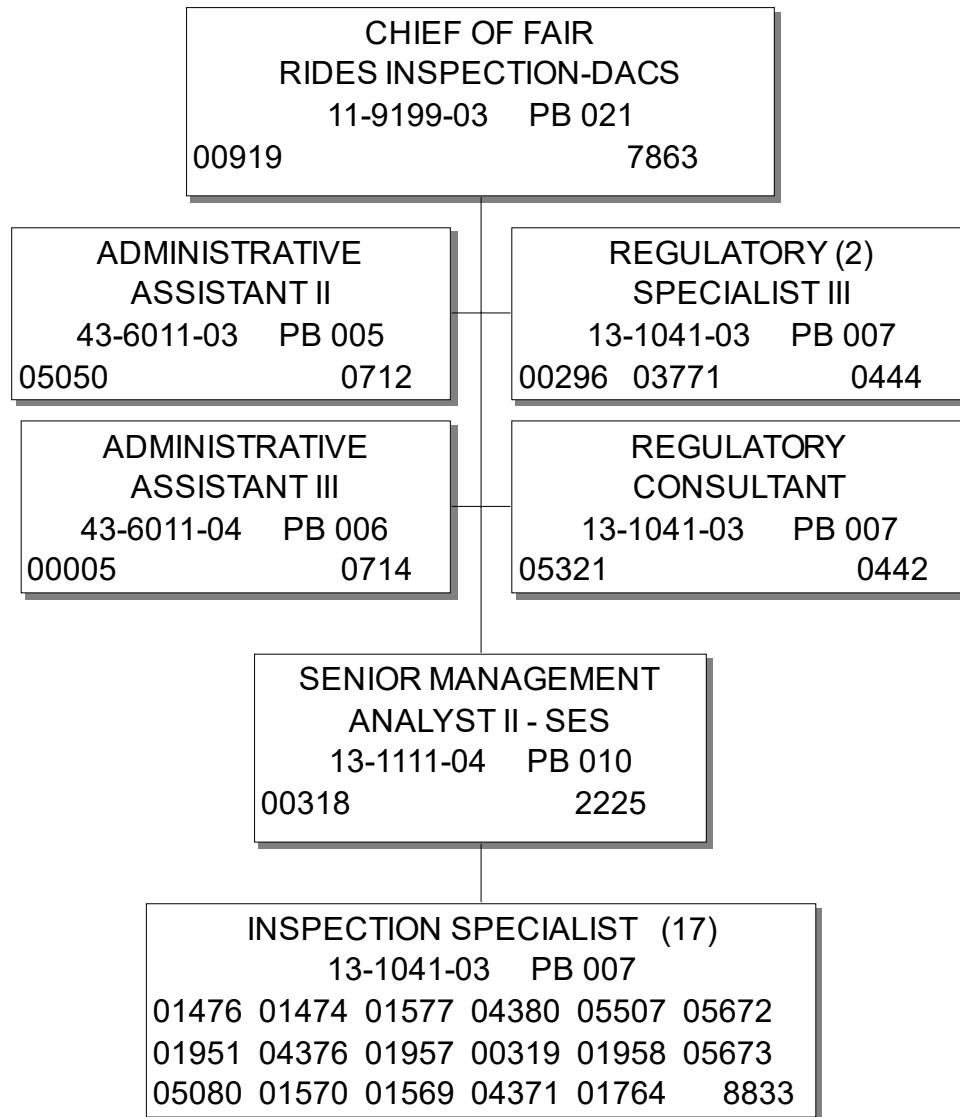 CHIEF OF FAIR
RIDES INSPECTION-DACS
11-9199-03 PB 021
00919 7863
ADMINISTRATIVE
ASSISTANT II
43-6011-03 PB 005
05050 0712
REGULATORY (2)
SPECIALIST III
13-1041-03 PB 007
00296 03771 0444
ADMINISTRATIVE
ASSISTANT III
43-6011-04 PB 006
00005 0714
REGULATORY
CONSULTANT
13-1041-03 PB 007
05321 0442
SENIOR MANAGEMENT
ANALYST II - SES
13-1111-04 PB 010
00318 2225
INSPECTION SPECIALIST (17)
13-1041-03 PB 007
01476 01474 01577 04380 05507 05672
01951 04376 01957 00319 01958 05673
05080 01570 01569 04371 01764 8833